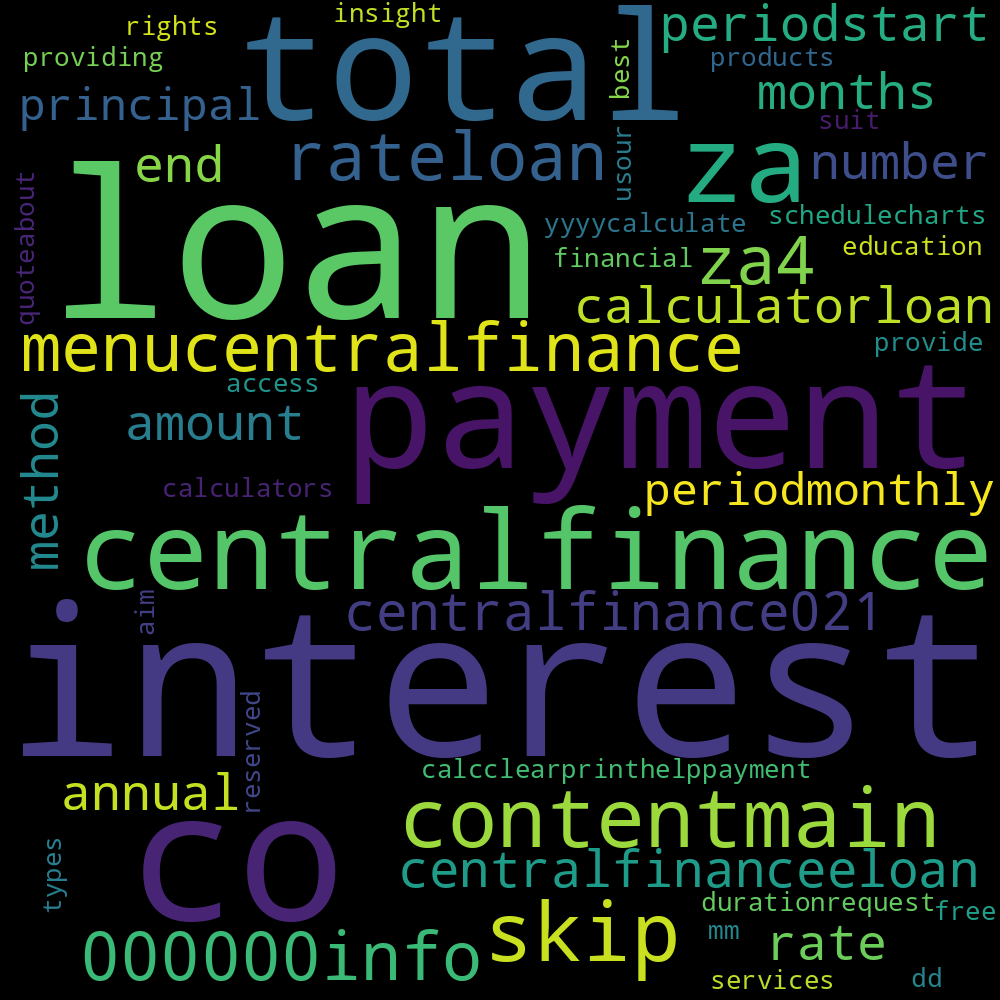 insight
rights
total
periodstart
providing
best
products
principal
months
suit
end
rateloan
usour
za
number
quoteabout
loan
yyyycalculate
schedulecharts
financial
za4
education
calculatorloan
menucentralfinance
provide
access
payment
method
amount
calculators
periodmonthly
centralfinance
aim
centralfinance021
interest
reserved
calcclearprinthelppayment
annual
co
contentmain
types
centralfinanceeloan
skip
durationrequest
free
000000info
mm
rate
services
dd